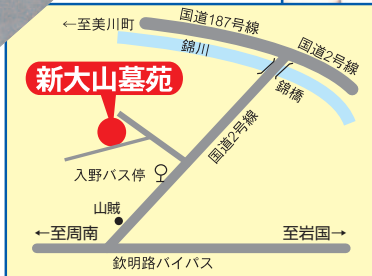 国道187号線
←至美川町
国道2号線
錦川
錦橋
新大山墓苑
国道2号線
入野バス停
山賊
←至周南
至岩国→
欽明路バイパス